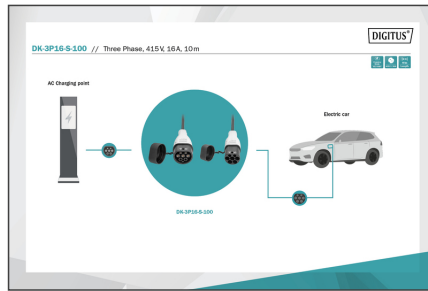 DIGITUS®
DK-3P16-S-100 // Three Phase, 415 V, 16 A, 10 m
AC Charging point
Electric car
DK-3P16-S-100